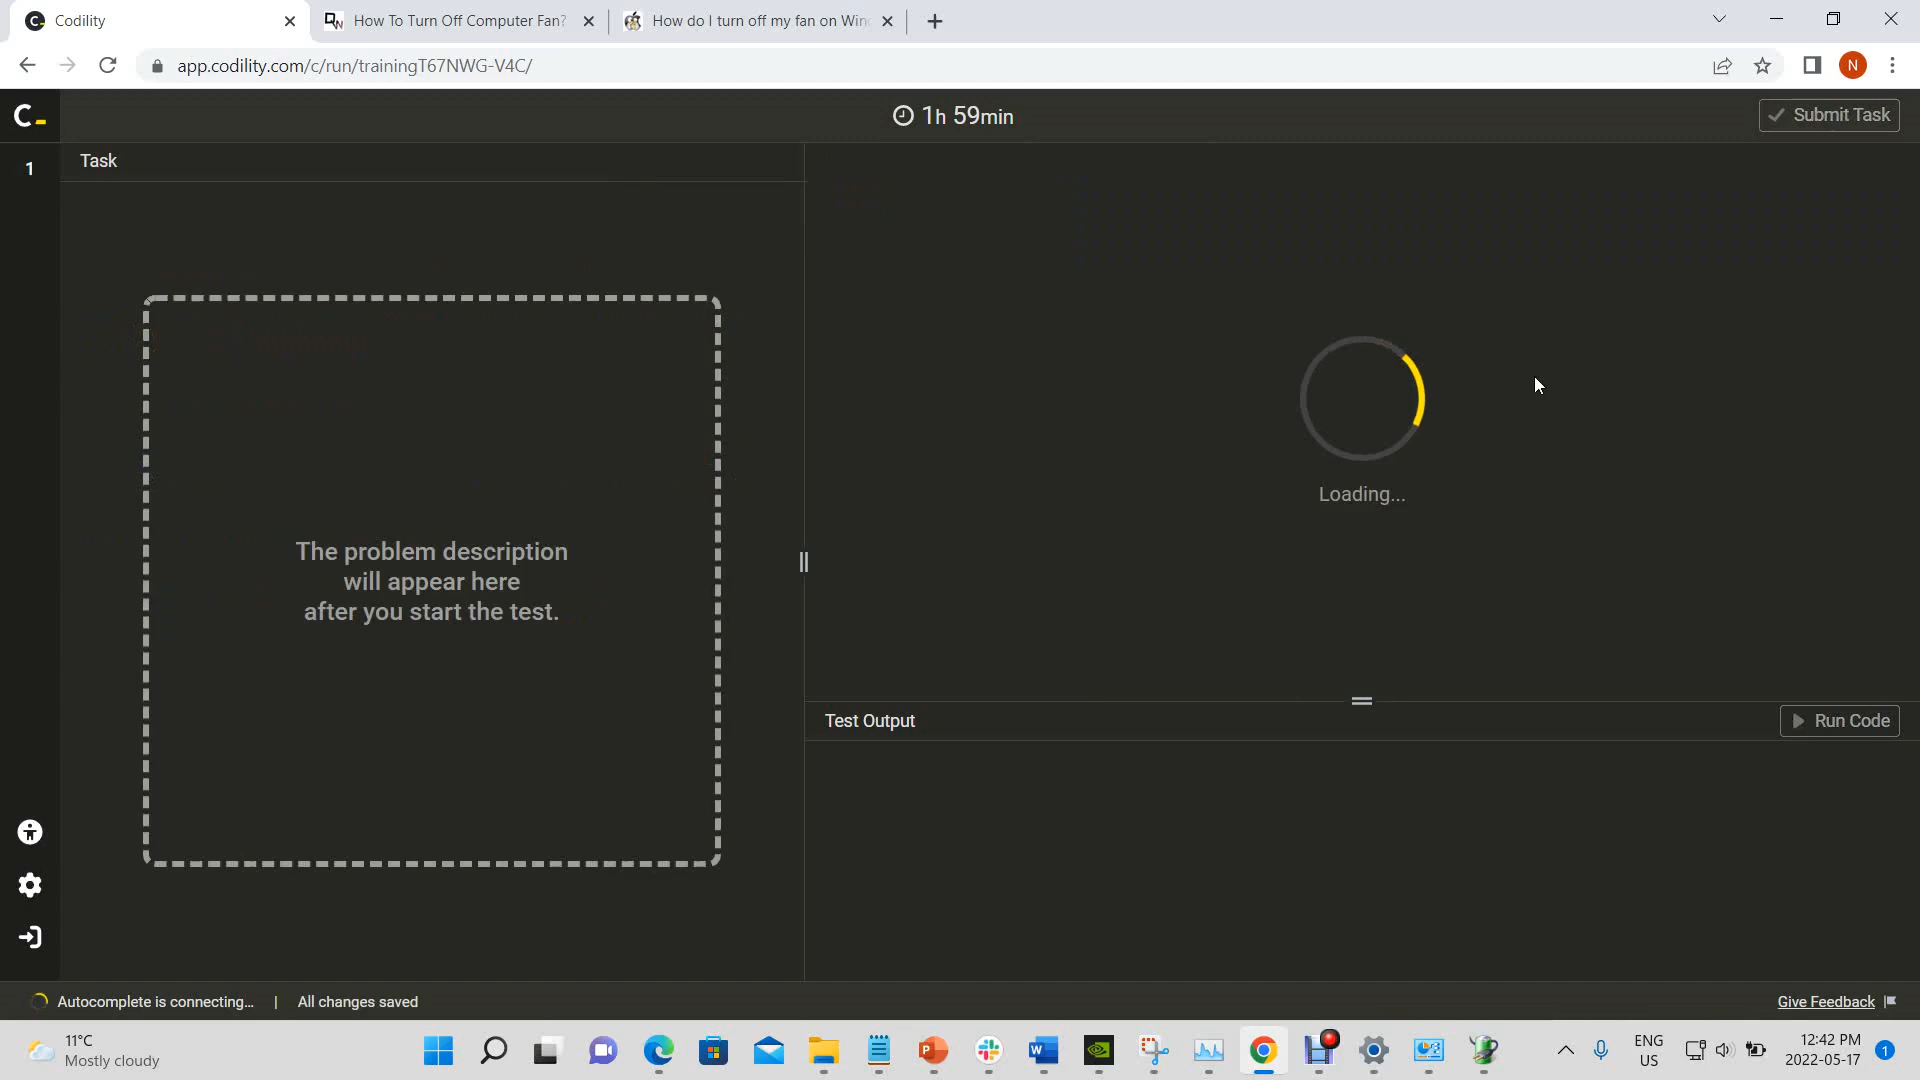 Codility
How To Turn Off Computer Fan?
How do I turn off my fan on Win
app.codility.com/c/run/trainingT67NWG-V4C/
N
C
1h 59min
Submit Task
1
Task
The problem description
will appear here
after you start the test.
Loading...
Test Output
Run Code
Autocomplete is connecting...
|
All changes saved
Give Feedback
11°C
Mostly cloudy
ENG
US
12:42 PM
2022-05-17
1